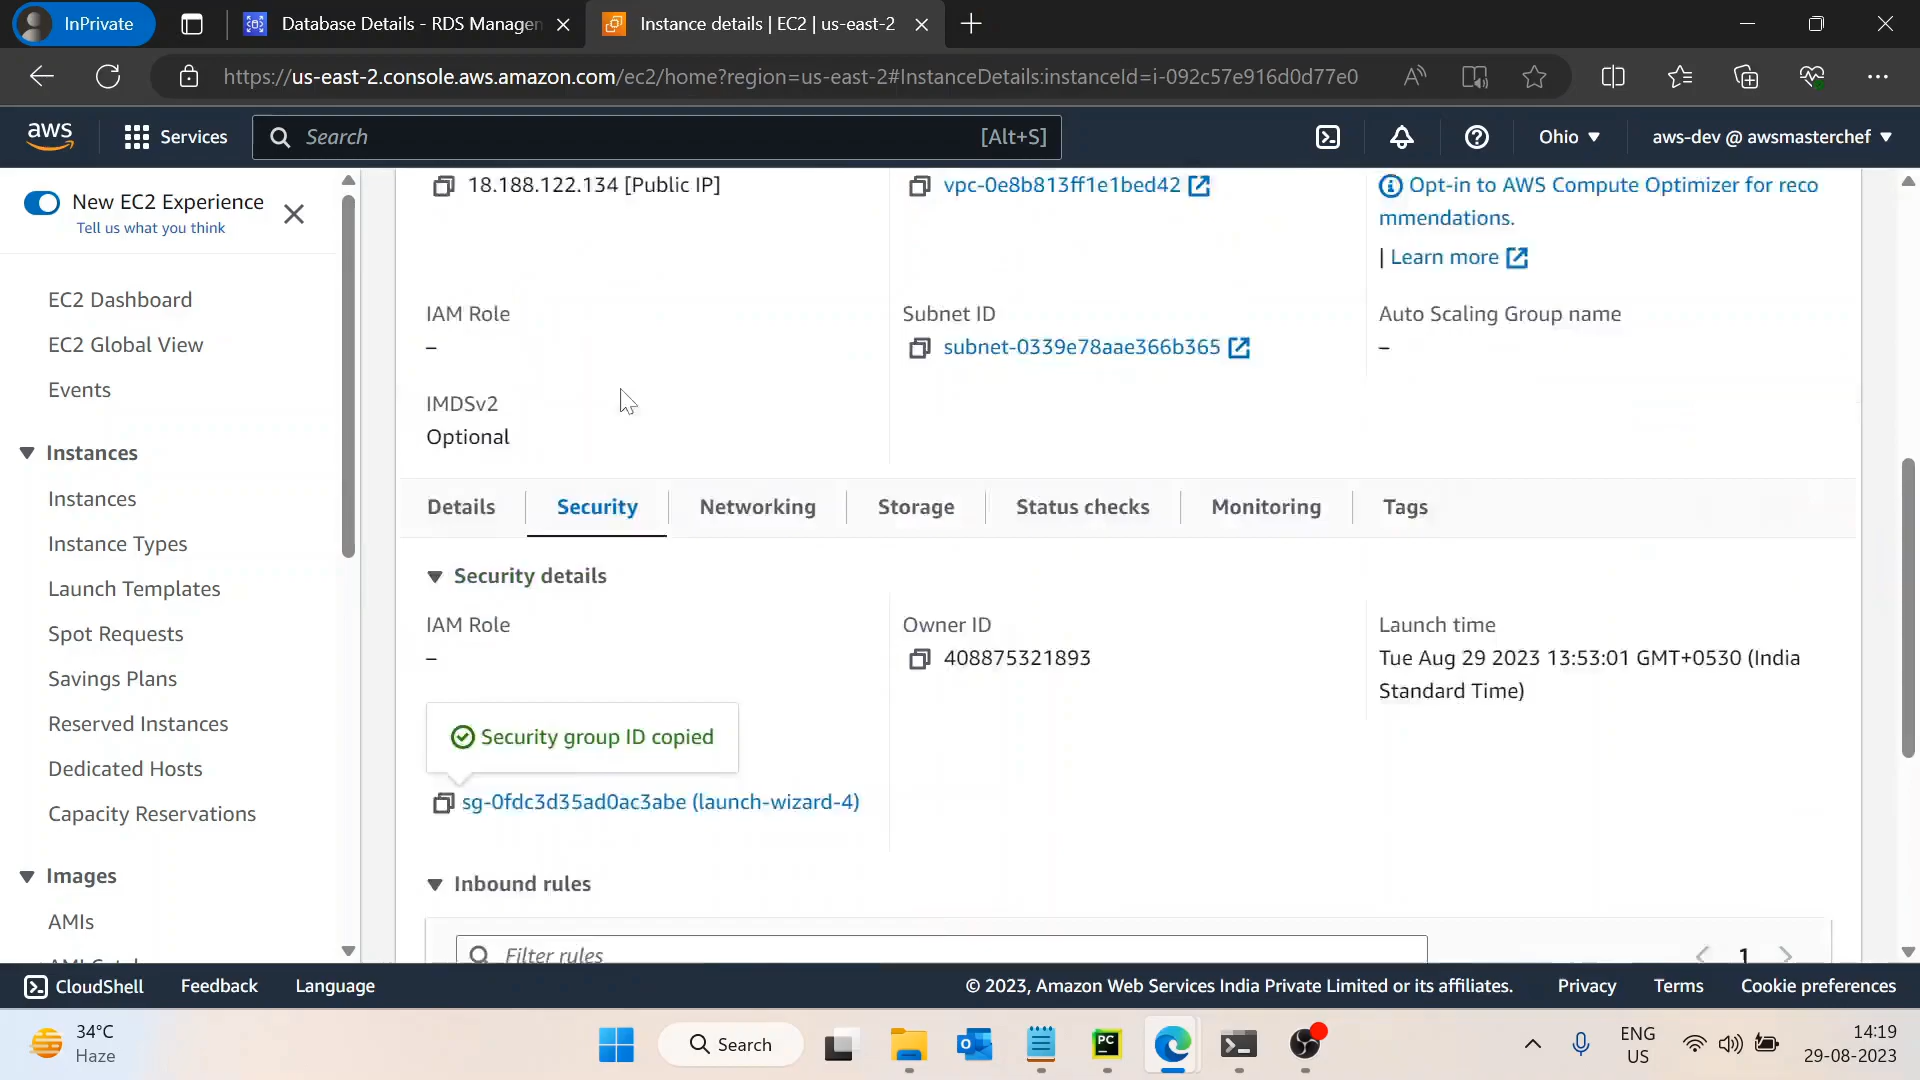 InPrivate
Database Details - RDS Managem
Instance details | EC2 | us-east-2
https://us-east-2.console.aws.amazon.com/ec2/home?region=us-east-2#InstanceDetails:instanceId=i-092c57e916d0d77e0
aws
Services
Search
[Alt+S]
Ohio
aws-dev @ awsmasterchef
New EC2 Experience
Tell us what you think
EC2 Dashboard
EC2 Global View
Events
Instances
Instances
Instance Types
Launch Templates
Spot Requests
Savings Plans
Reserved Instances
Dedicated Hosts
Capacity Reservations
Images
AMIs
18.188.122.134 [Public IP]
vpc-0e8b813ff1e1bed42
Opt-in to AWS Compute Optimizer for reco
mmendations.
| Learn more
IAM Role
–
Subnet ID
subnet-0339e78aae366b365
Auto Scaling Group name
–
IMDSv2
Optional
Details
Security
Networking
Storage
Status checks
Monitoring
Tags
Security details
IAM Role
–
Owner ID
408875321893
Launch time
Tue Aug 29 2023 13:53:01 GMT+0530 (India
Standard Time)
Security group ID copied
sg-0fdc3d35ad0ac3abe (launch-wizard-4)
Inbound rules
Filter rules
1
CloudShell
Feedback
Language
© 2023, Amazon Web Services India Private Limited or its affiliates.
Privacy
Terms
Cookie preferences
34°C
Haze
Search
PC
ENG
US
14:19
29-08-2023